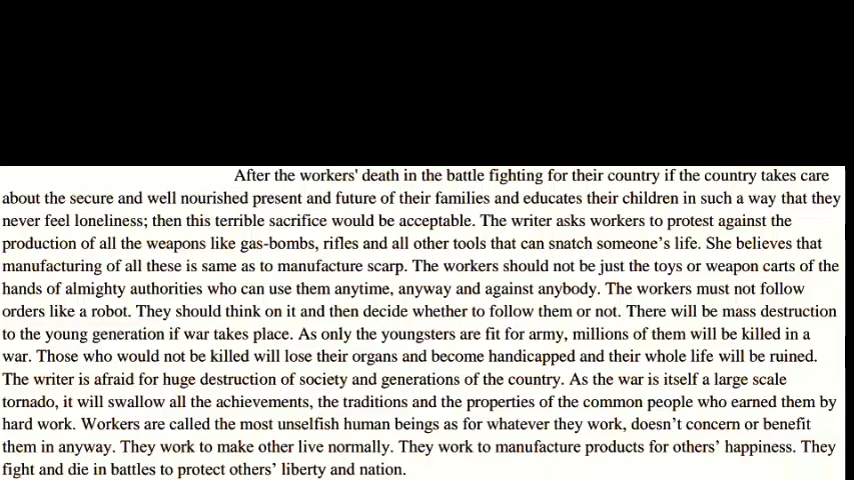 After the workers' death in the battle fighting for their country if the country takes care
about the secure and well nourished present and future of their families and educates their children in such a way that they
never feel loneliness; then this terrible sacrifice would be acceptable. The writer asks workers to protest against the
production of all the weapons like gas-bombs, rifles and all other tools that can snatch someone's life. She believes that
manufacturing of all these is same as to manufacture scarp. The workers should not be just the toys or weapon carts of the
hands of almighty authorities who can use them anytime, anyway and against anybody. The workers must not follow
orders like a robot. They should think on it and then decide whether to follow them or not. There will be mass destruction
to the young generation if war takes place. As only the youngsters are fit for army, millions of them will be killed in a
war. Those who would not be killed will lose their organs and become handicapped and their whole life will be ruined.
The writer is afraid for huge destruction of society and generations of the country. As the war is itself a large scale
tornado, it will swallow all the achievements, the traditions and the properties of the common people who earned them by
hard work. Workers are called the most unselfish human beings as for whatever they work, doesn't concern or benefit
them in anyway. They work to make other live normally. They work to manufacture products for others' happiness. They
fight and die in battles to protect others' liberty and nation.